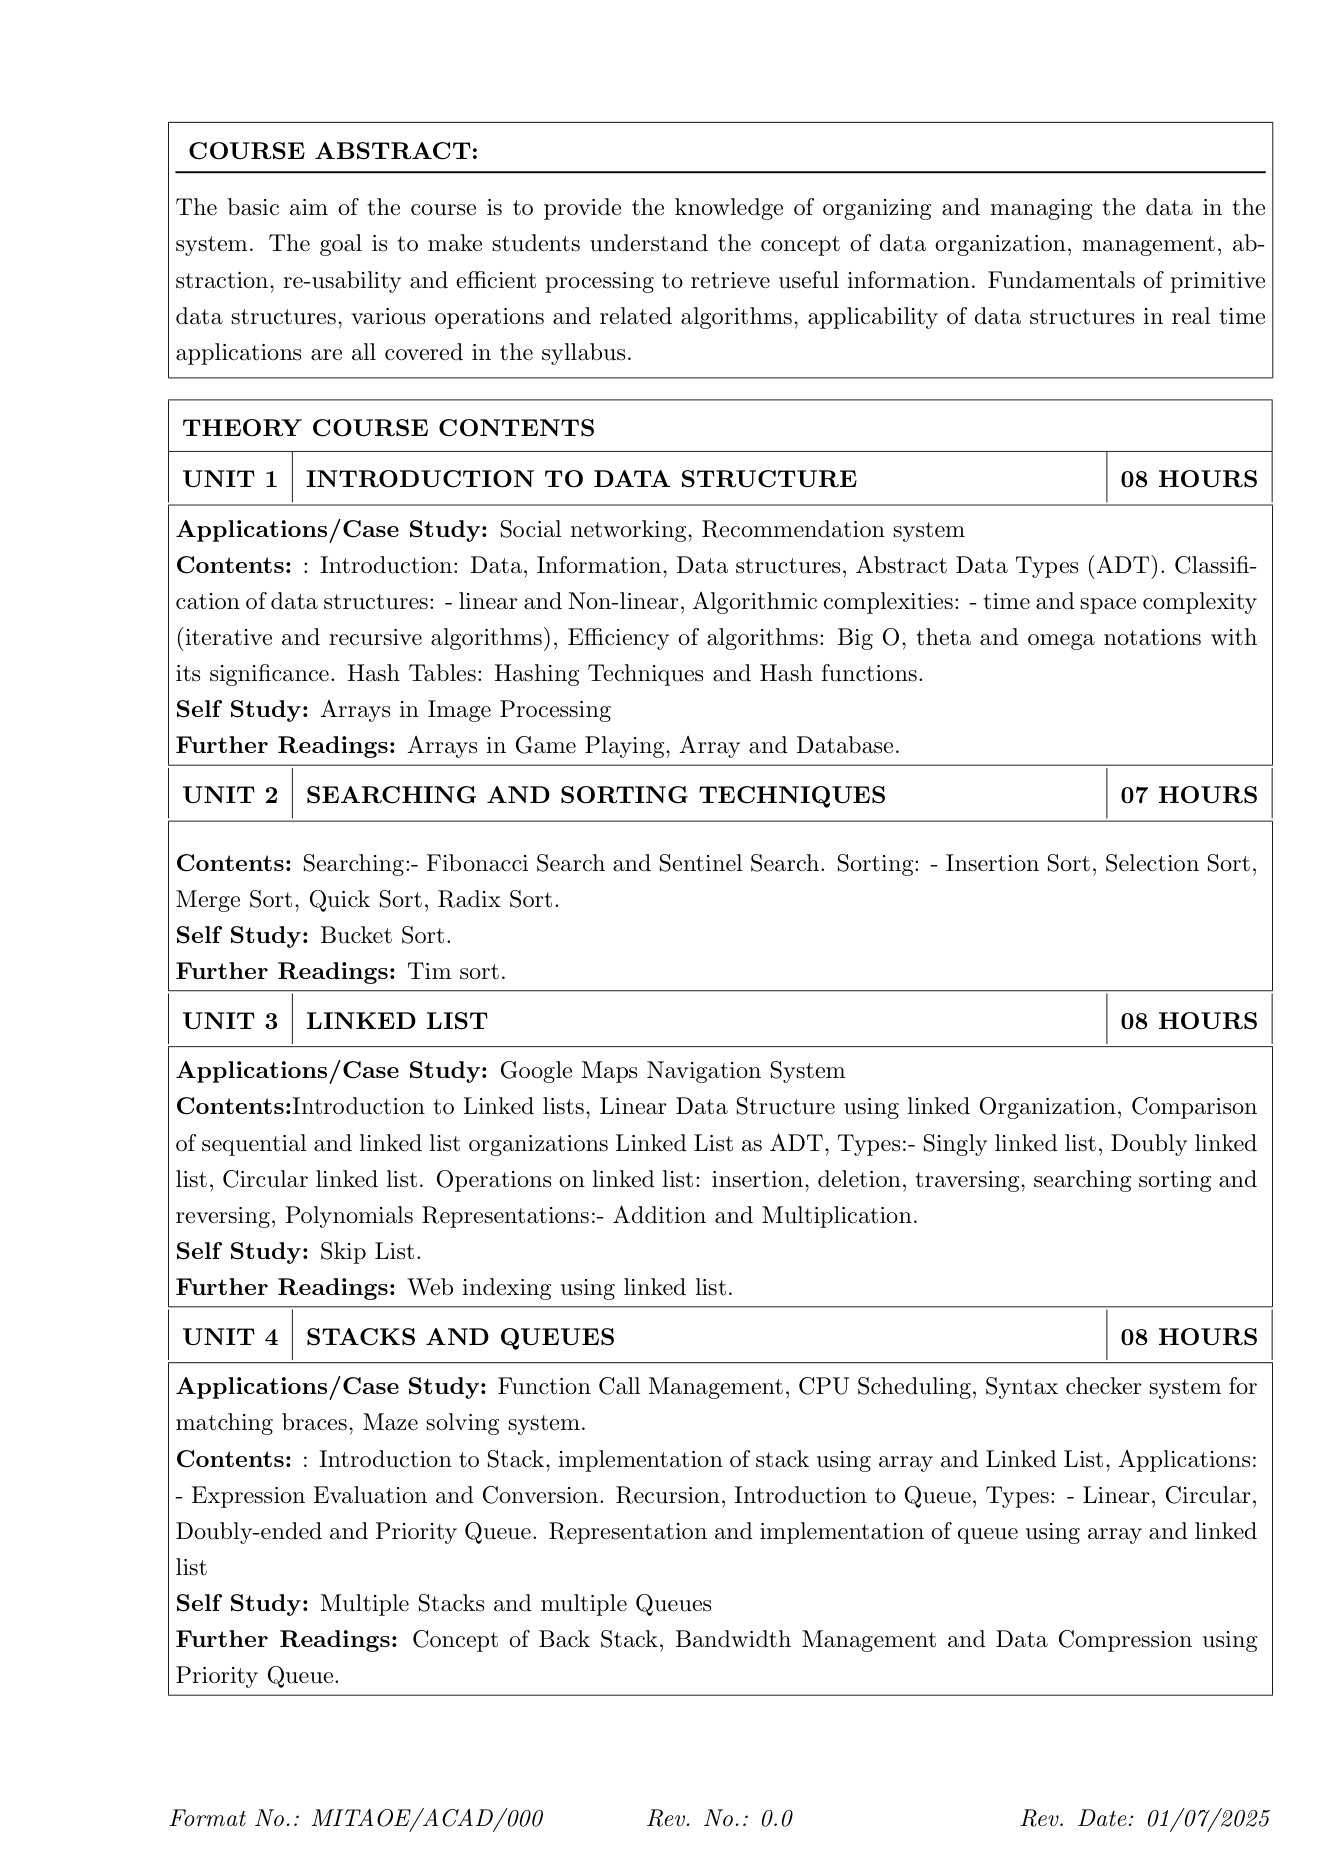 COURSE ABSTRACT:
The basic aim of the course is to provide the knowledge of organizing and managing the data in the
system. The goal is to make students understand the concept of data organization, management, ab-
straction, re-usability and efficient processing to retrieve useful information. Fundamentals of primitive
data structures, various operations and related algorithms, applicability of data structures in real time
applications are all covered in the syllabus.
THEORY COURSE CONTENTS
UNIT 1 INTRODUCTION TO DATA STRUCTURE 08 HOURS
Applications/Case Study: Social networking, Recommendation system
Contents: : Introduction: Data, Information, Data structures, Abstract Data Types (ADT). Classifi-
cation of data structures: - linear and Non-linear, Algorithmic complexities: - time and space complexity
(iterative and recursive algorithms), Efficiency of algorithms: Big O, theta and omega notations with
its significance. Hash Tables: Hashing Techniques and Hash functions.
Self Study: Arrays in Image Processing
Further Readings: Arrays in Game Playing, Array and Database.
UNIT 2 SEARCHING AND SORTING TECHNIQUES 07 HOURS
Contents: Searching:- Fibonacci Search and Sentinel Search. Sorting: - Insertion Sort, Selection Sort,
Merge Sort, Quick Sort, Radix Sort.
Self Study: Bucket Sort.
Further Readings: Tim sort.
UNIT 3 LINKED LIST 08 HOURS
Applications/Case Study: Google Maps Navigation System
Contents:Introduction to Linked lists, Linear Data Structure using linked Organization, Comparison
of sequential and linked list organizations Linked List as ADT, Types:- Singly linked list, Doubly linked
list, Circular linked list. Operations on linked list: insertion, deletion, traversing, searching sorting and
reversing, Polynomials Representations:- Addition and Multiplication.
Self Study: Skip List.
Further Readings: Web indexing using linked list.
UNIT 4 STACKS AND QUEUES 08 HOURS
Applications/Case Study: Function Call Management, CPU Scheduling, Syntax checker system for
matching braces, Maze solving system.
Contents: : Introduction to Stack, implementation of stack using array and Linked List, Applications:
- Expression Evaluation and Conversion. Recursion, Introduction to Queue, Types: - Linear, Circular,
Doubly-ended and Priority Queue. Representation and implementation of queue using array and linked
list
Self Study: Multiple Stacks and multiple Queues
Further Readings: Concept of Back Stack, Bandwidth Management and Data Compression using
Priority Queue.
Format No.: MITAOE/ACAD/000 Rev. No.: 0.0 Rev. Date: 01/07/2025